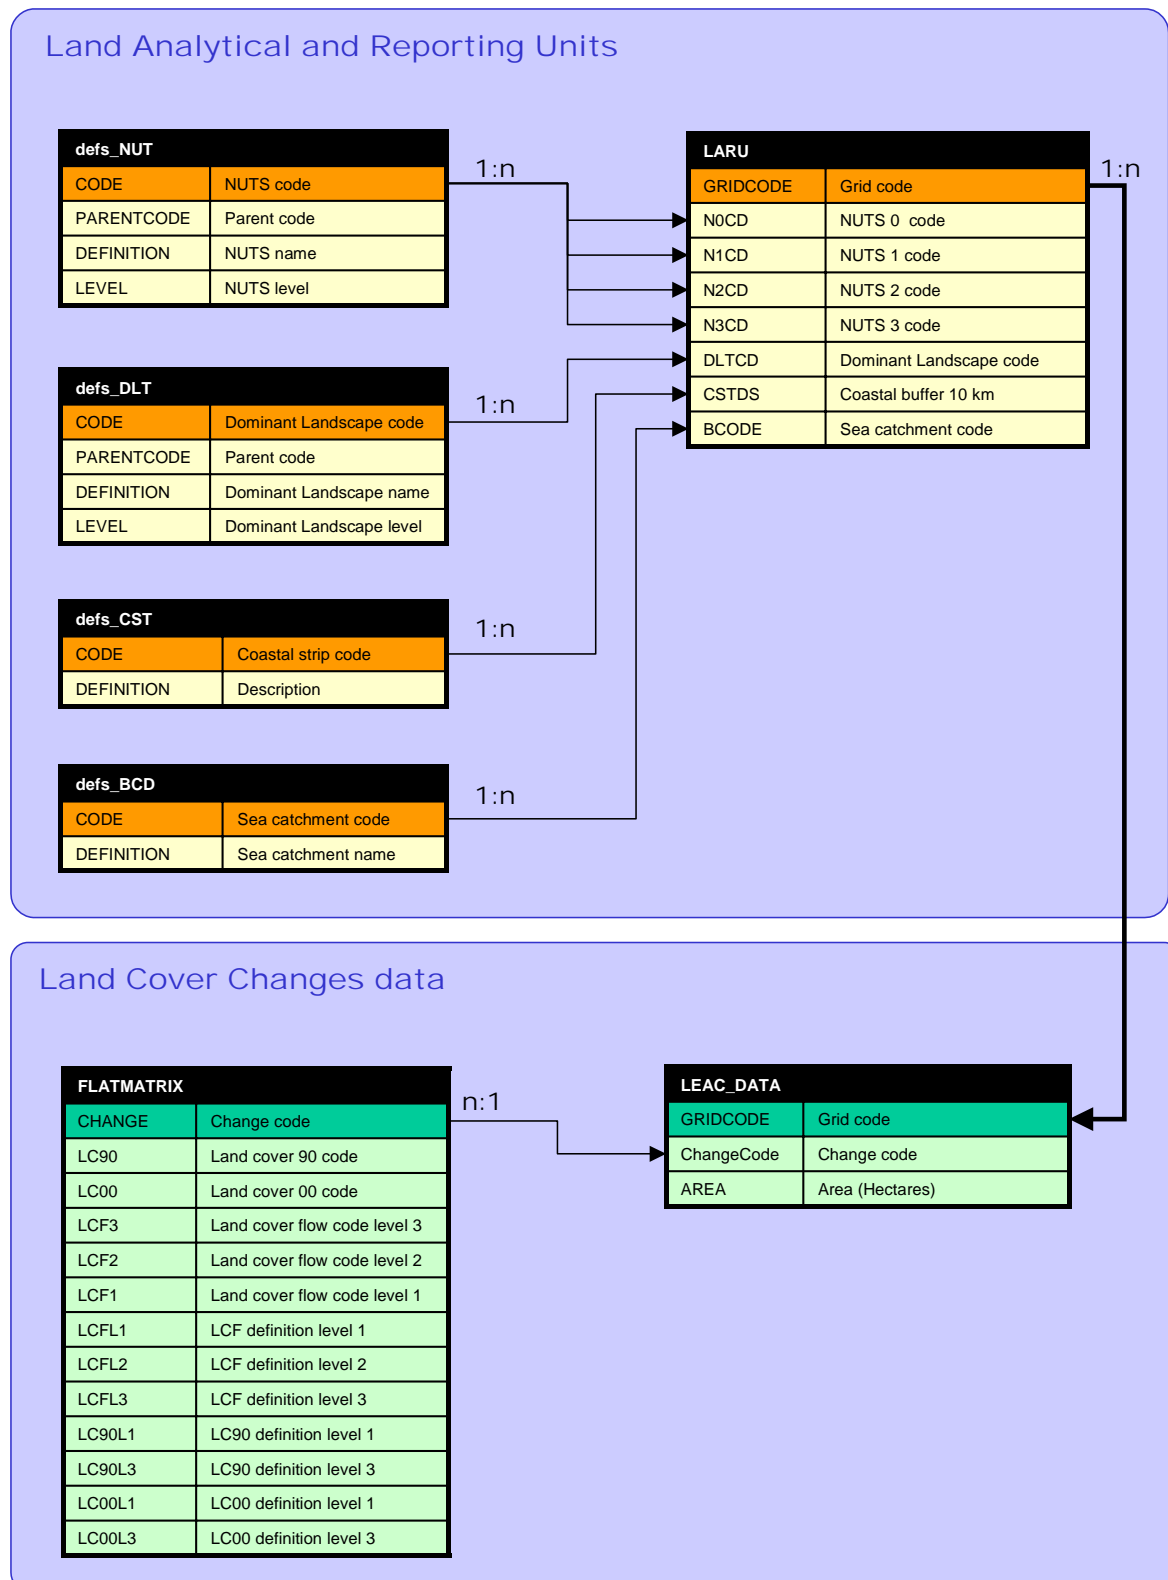 Land Analytical and Reporting Units
defs_NUT
CODE NUTS code
PARENTCODE Parent code
DEFINITION NUTS name
LEVEL NUTS level
1:n
LARU
GRIDCODE Grid code
N0CD NUTS 0 code
N1CD NUTS 1 code
N2CD NUTS 2 code
N3CD NUTS 3 code
DLTCD Dominant Landscape code
CSTDS Coastal buffer 10 km
BCODE Sea catchment code
1:n
defs_DLT
CODE Dominant Landscape code
PARENTCODE Parent code
DEFINITION Dominant Landscape name
LEVEL Dominant Landscape level
1:n
defs_CST
CODE Coastal strip code
DEFINITION Description
1:n
defs_BCD
CODE Sea catchment code
DEFINITION Sea catchment name
1:n
Land Cover Changes data
FLATMATRIX
CHANGE Change code
LC90 Land cover 90 code
LC00 Land cover 00 code
LCF3 Land cover flow code level 3
LCF2 Land cover flow code level 2
LCF1 Land cover flow code level 1
LCFL1 LCF definition level 1
LCFL2 LCF definition level 2
LCFL3 LCF definition level 3
LC90L1 LC90 definition level 1
LC90L3 LC90 definition level 3
LC00L1 LC00 definition level 1
LC00L3 LC00 definition level 3
n:1
LEAC_DATA
GRIDCODE Grid code
ChangeCode Change code
AREA Area (Hectares)